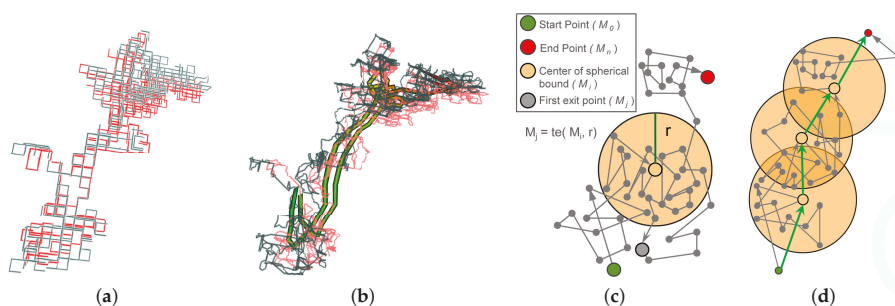 Start Point ( M₀ )
End Point ( Mₙ )
Center of spherical
bound ( Mᵢ )
First exit point ( Mⱼ )
Mⱼ = te( Mᵢ, r)
r
(a) (b) (c) (d)